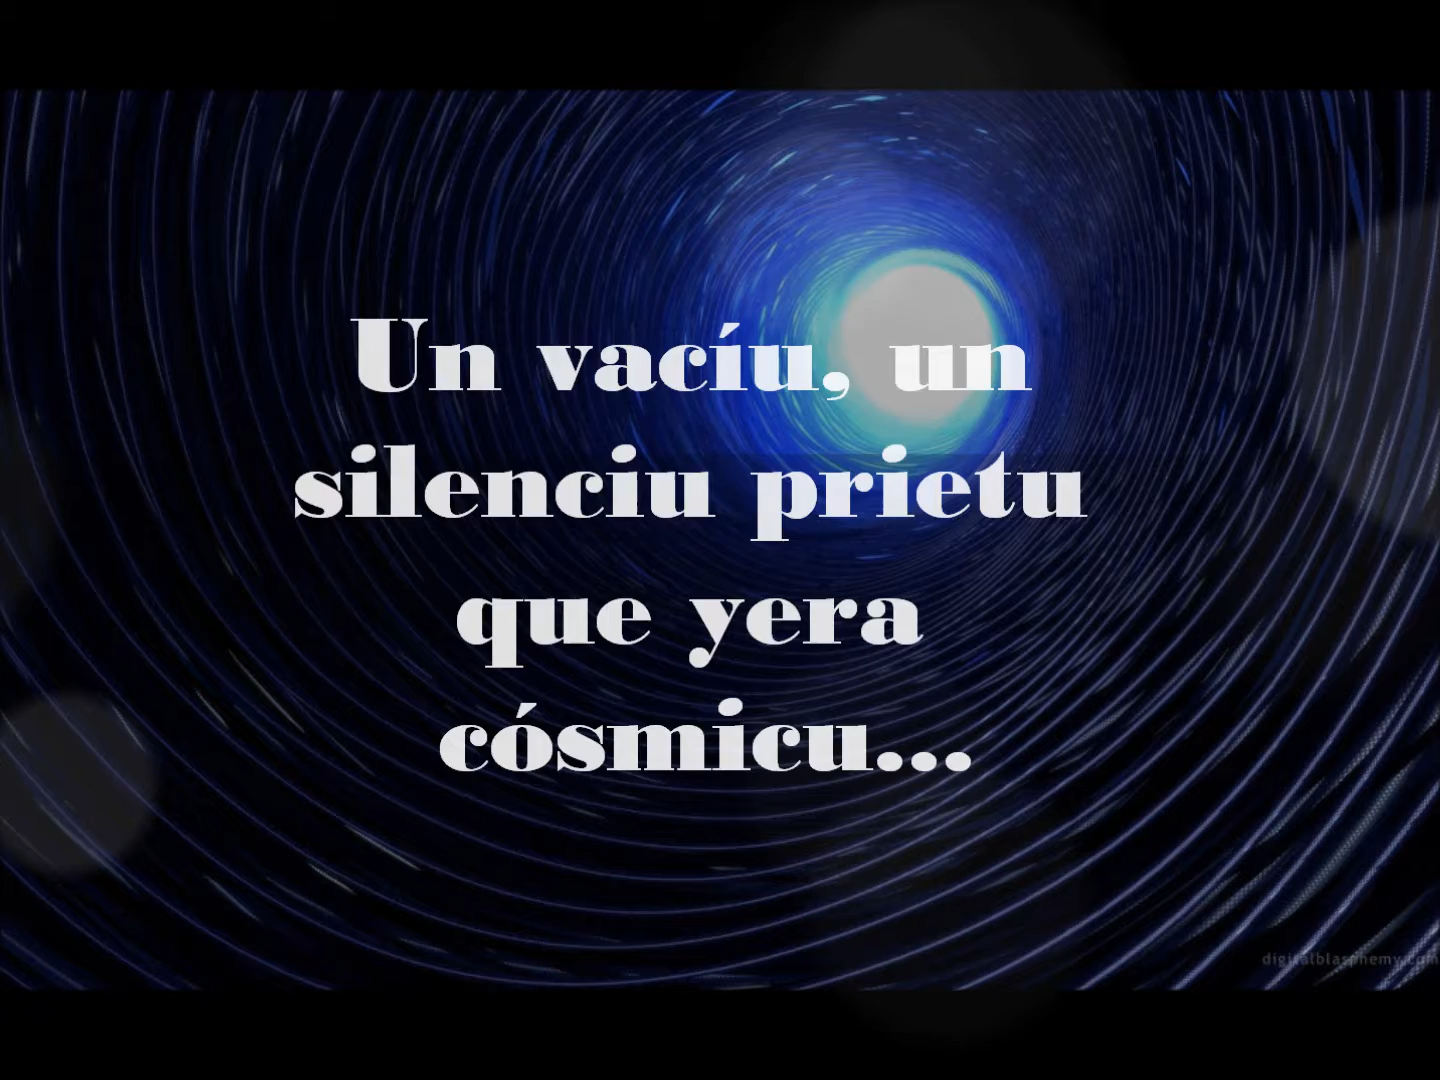 Un vacíu, un
silenciu prietu
que yera
cósmicu...
digitalblasphemy.com